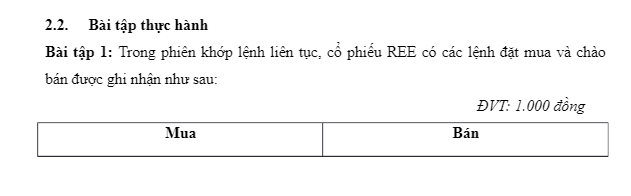 2.2. Bài tập thực hành
Bài tập 1: Trong phiên khớp lệnh liên tục, cổ phiếu REE có các lệnh đặt mua và chào
bán được ghi nhận như sau:
ĐVT: 1.000 đồng
Mua Bán